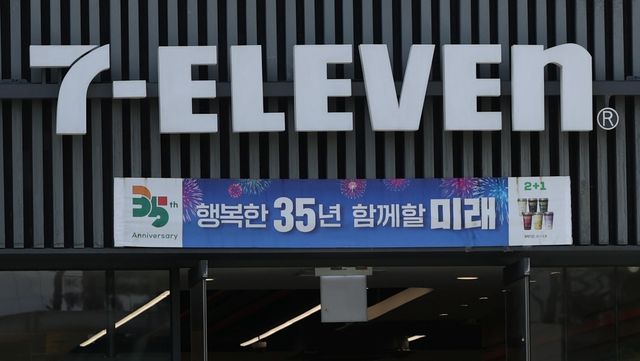 7-ELEVEn®
35th
Anniversary
행복한 35년 함께할 미래
2+1